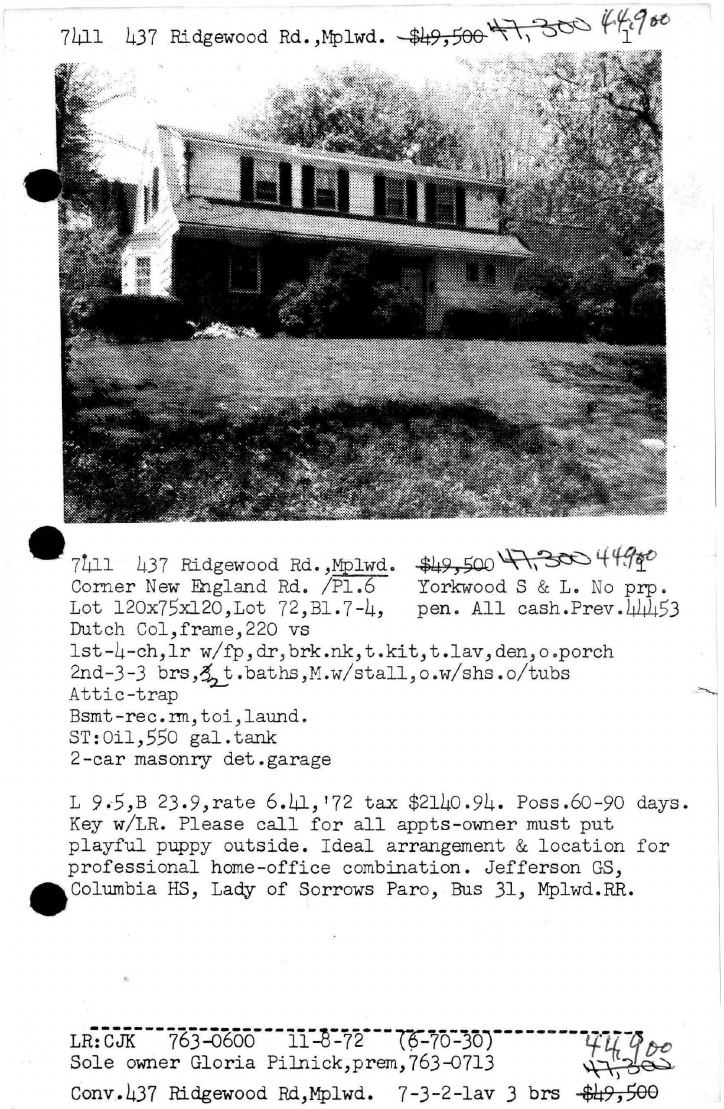 7411 437 Ridgewood Rd.,Mplwd. $49,500 47,300 44,900
1
7411 437 Ridgewood Rd.,Mplwd. $49,500 47,300 44,900
Corner New England Rd. /Pl.6 Yorkwood S & L. No prp.
Lot 120x75x120,Lot 72,Bl.7-4, pen. All cash.Prev.44453
Dutch Col,frame,220 vs
1st-4-ch,lr w/fp,dr,brk.nk,t.kit,t.lav,den,o.porch
2nd-3-3 brs,2 t.baths,M.w/stall,o.w/shs.o/tubs
Attic-trap
Bsmt-rec.rm,toi,laund.
ST:Oil,550 gal.tank
2-car masonry det.garage
L 9.5,B 23.9,rate 6.41,'72 tax $2140.94. Poss.60-90 days.
Key w/LR. Please call for all appts-owner must put
playful puppy outside. Ideal arrangement & location for
professional home-office combination. Jefferson GS,
Columbia HS, Lady of Sorrows Paro, Bus 31, Mplwd.RR.
LR:CJK 763-0600 11-8-72 (6-70-30) 44,900
Sole owner Gloria Pilnick,prem,763-0713 47,300
Conv.437 Ridgewood Rd,Mplwd. 7-3-2-lav 3 brs $49,500